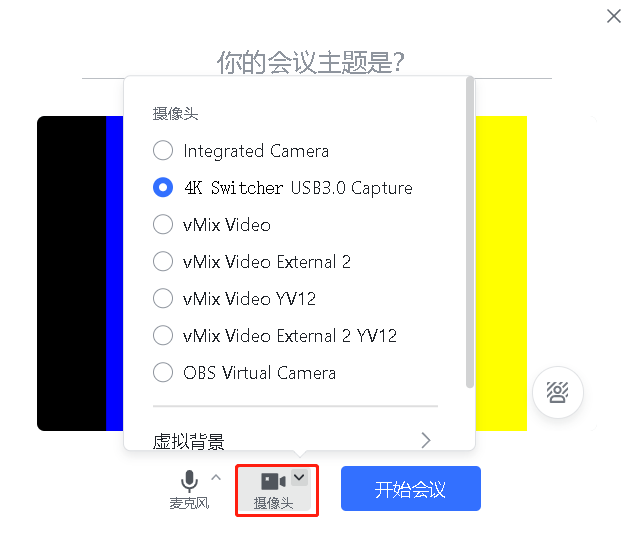 你的会议主题是?
摄像头
Integrated Camera
4K Switcher USB3.0 Capture
vMix Video
vMix Video External 2
vMix Video YV12
vMix Video External 2 YV12
OBS Virtual Camera
虚拟背景
麦克风
摄像头
开始会议